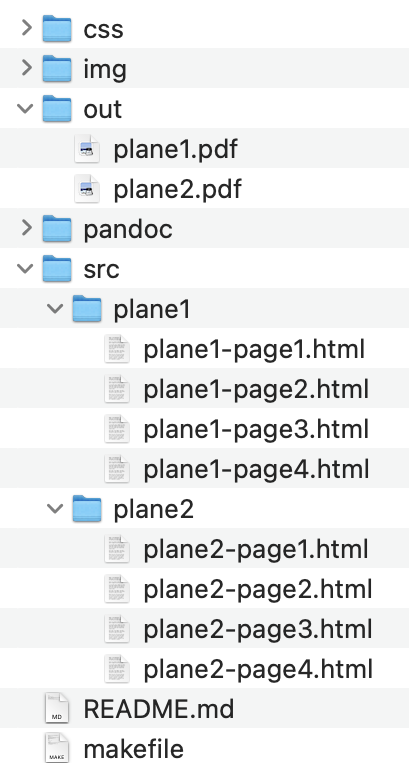 css
img
out
plane1.pdf
plane2.pdf
pandoc
src
plane1
plane1-page1.html
plane1-page2.html
plane1-page3.html
plane1-page4.html
plane2
plane2-page1.html
plane2-page2.html
plane2-page3.html
plane2-page4.html
MD README.md
MAKE makefile